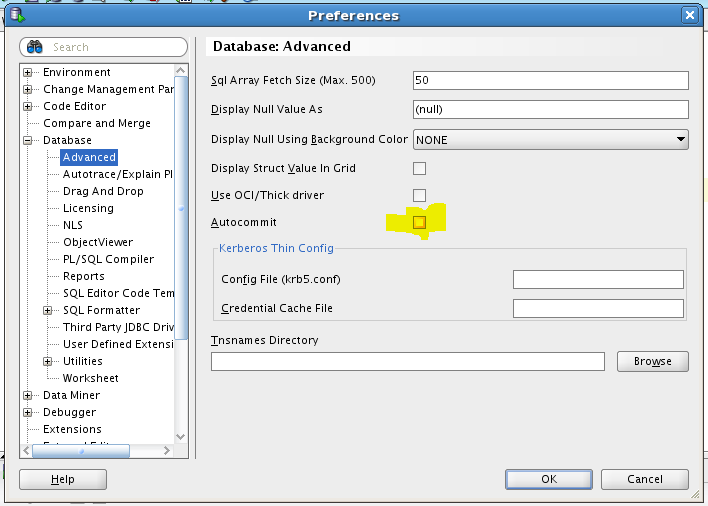 Preferences
Search
Environment
Change Management Par
Code Editor
Compare and Merge
Database
Advanced
Autotrace/Explain Pl
Drag And Drop
Licensing
NLS
ObjectViewer
PL/SQL Compiler
Reports
SQL Editor Code Tem
SQL Formatter
Third Party JDBC Driv
User Defined Extensi
Utilities
Worksheet
Data Miner
Debugger
Extensions
Database: Advanced
Sql Array Fetch Size (Max. 500) 50
Display Null Value As (null)
Display Null Using Background Color NONE
Display Struct Value In Grid
Use OCI/Thick driver
Autocommit
Kerberos Thin Config
Config File (krb5.conf)
Credential Cache File
Tnsnames Directory
Browse
Help OK Cancel